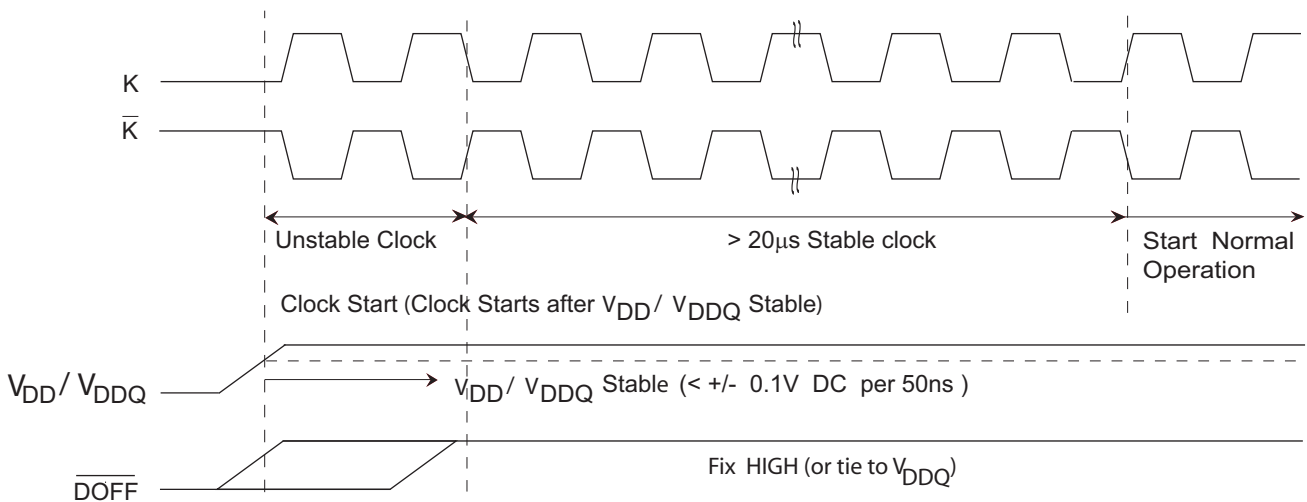 K
K̅
Unstable Clock
> 20μs Stable clock
Start Normal
Operation
Clock Start (Clock Starts after VDD / VDDQ Stable)
VDD / VDDQ
VDD / VDDQ Stable (< +/- 0.1V DC per 50ns )
D̅O̅F̅F̅
Fix HIGH (or tie to VDDQ)